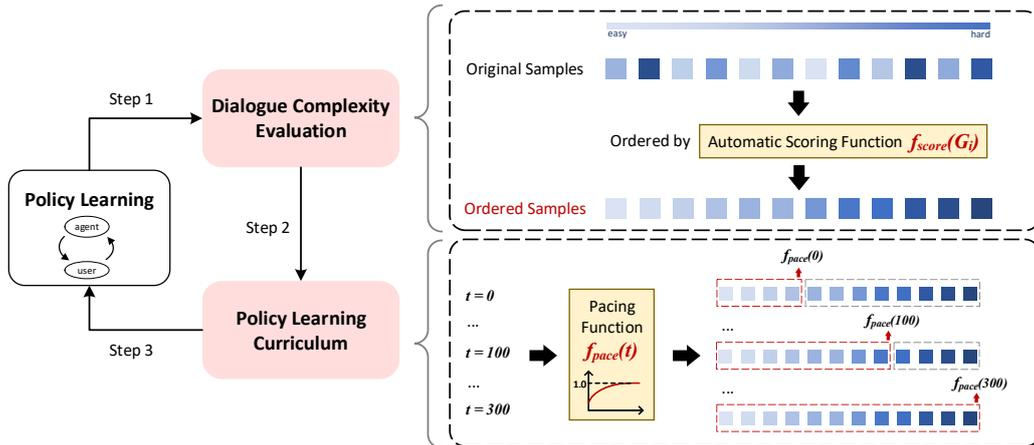 Step 1
Dialogue Complexity
Evaluation
Policy Learning
agent
user
Step 2
Policy Learning
Curriculum
Step 3
easy
hard
Original Samples
Ordered by
Automatic Scoring Function f_score(G_i)
Ordered Samples
t = 0
...
t = 100
...
t = 300
Pacing
Function
f_pace(t)
1.0
f_pace(0)
...
f_pace(100)
...
f_pace(300)